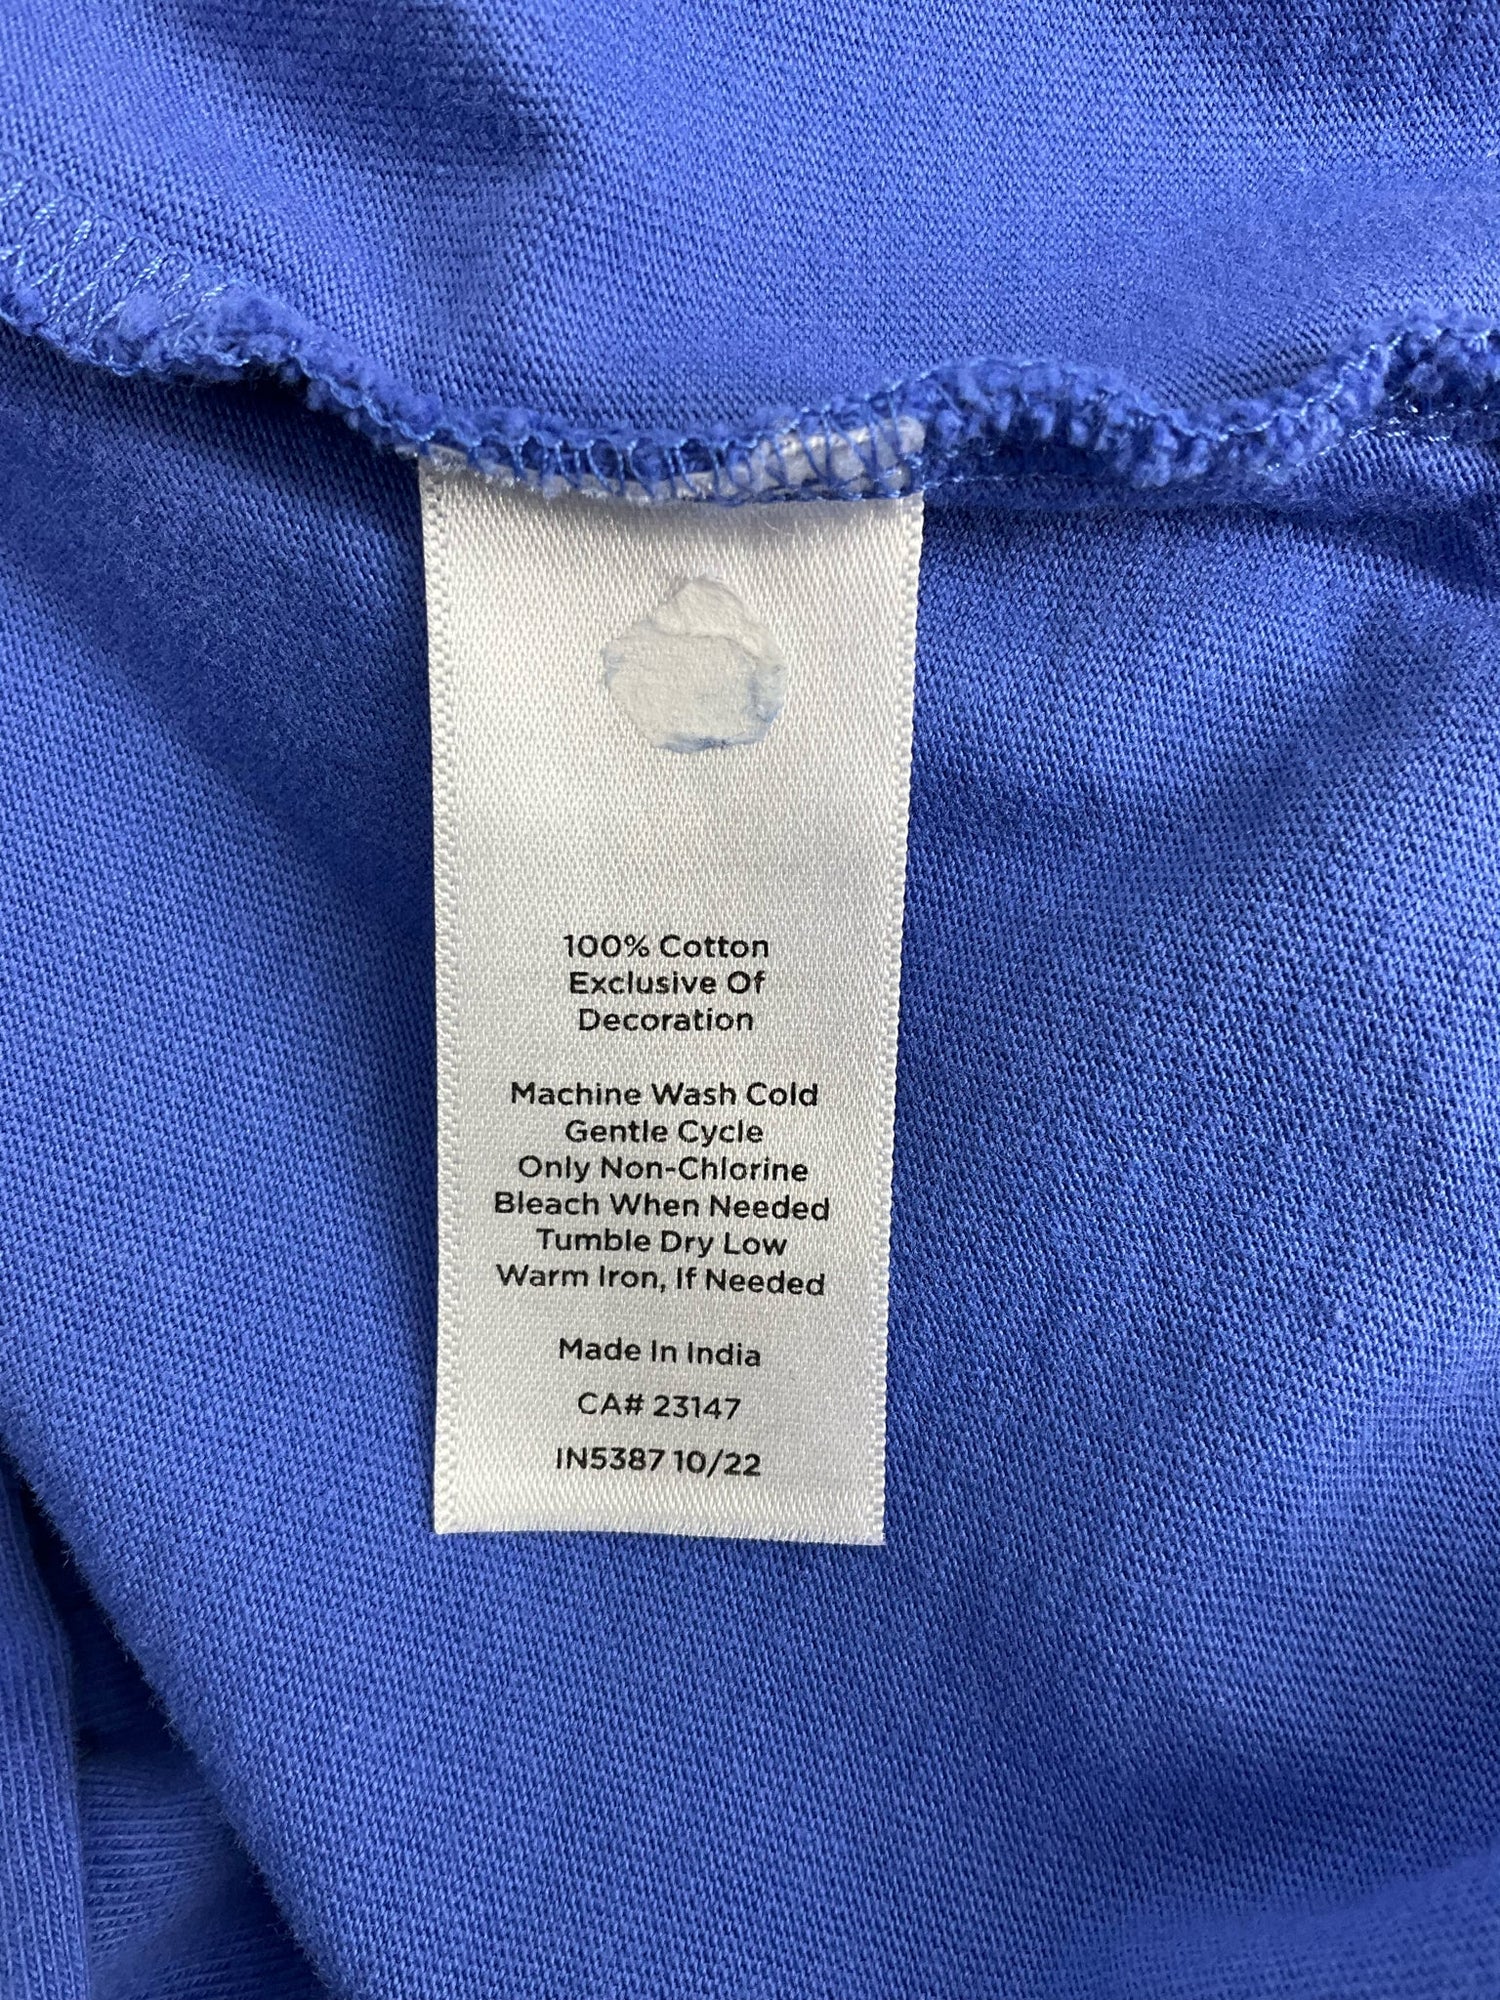 100% Cotton
Exclusive Of
Decoration
Machine Wash Cold
Gentle Cycle
Only Non-Chlorine
Bleach When Needed
Tumble Dry Low
Warm Iron, If Needed
Made In India
CA# 23147
IN5387 10/22